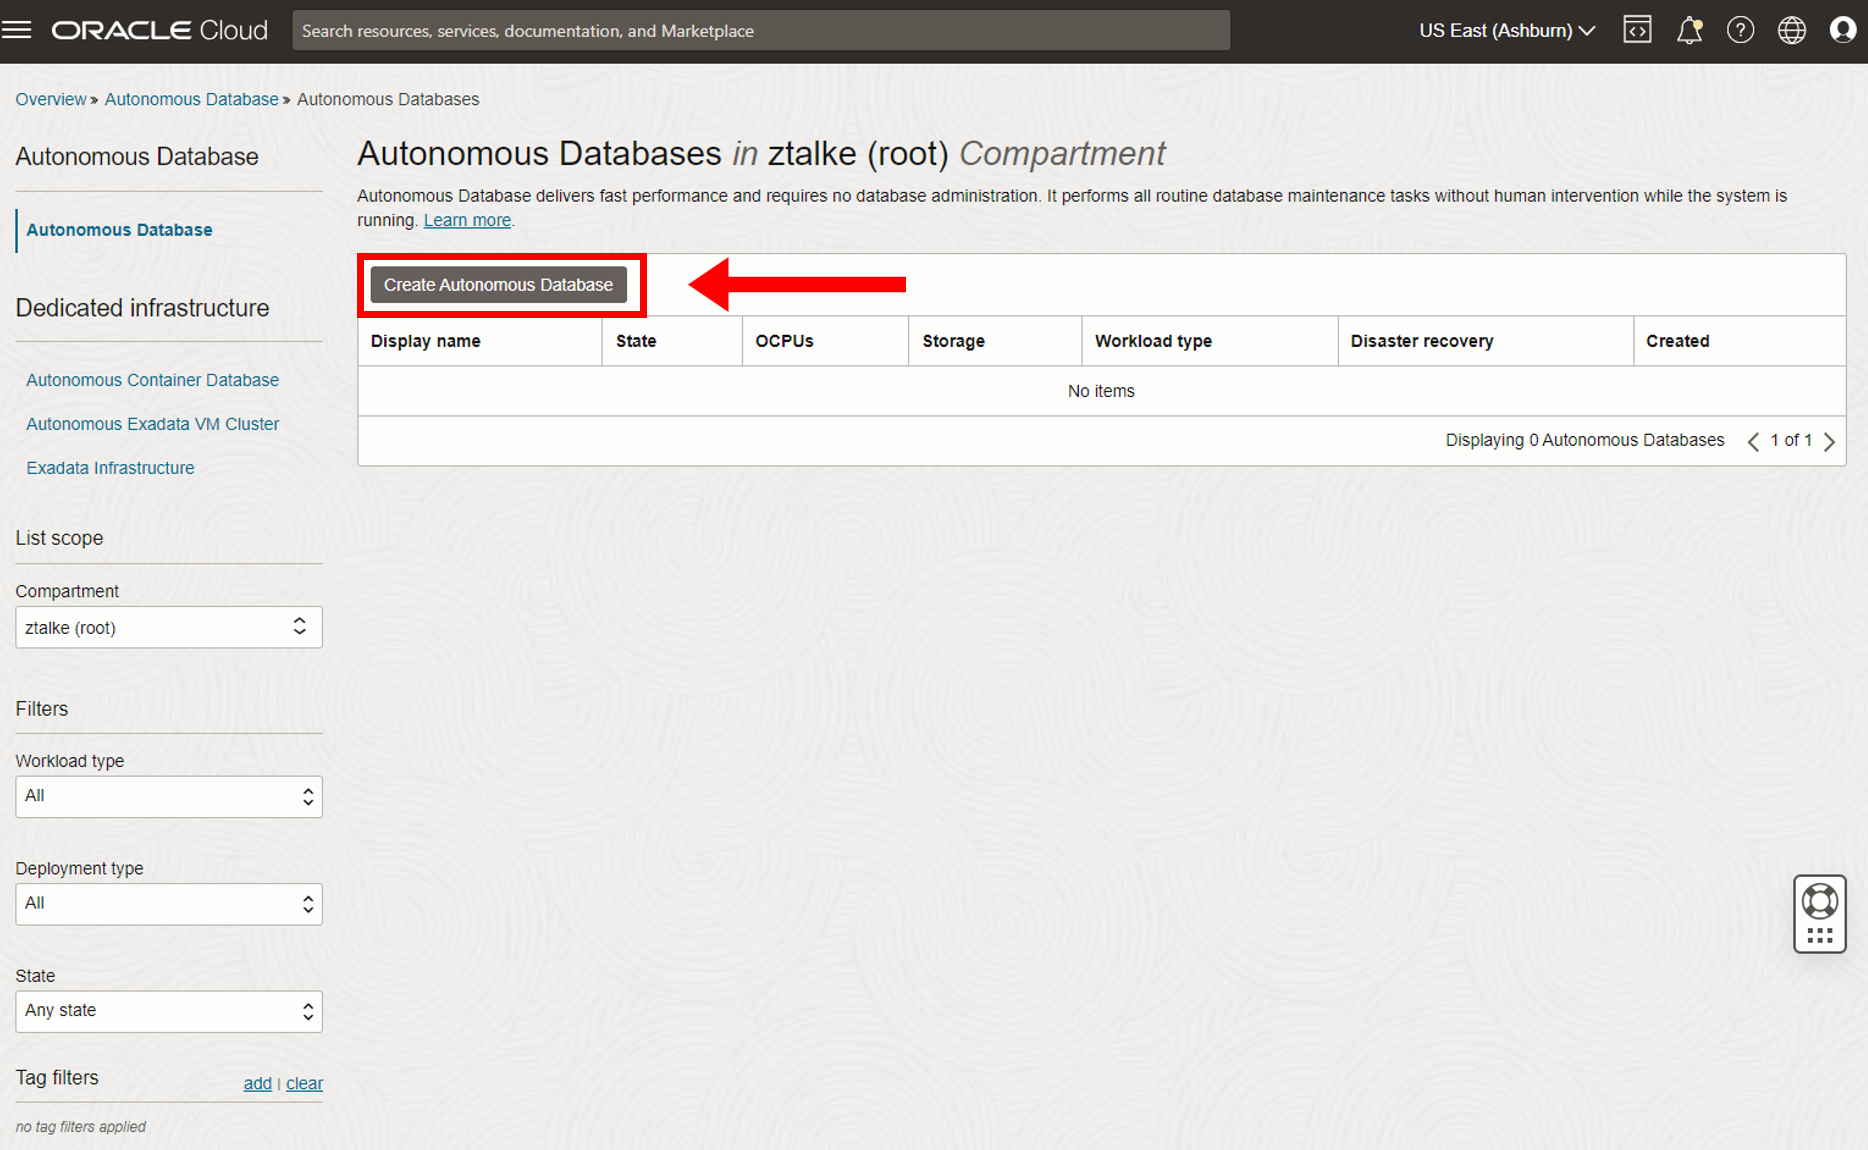 ORACLE Cloud
Search resources, services, documentation, and Marketplace
US East (Ashburn)
Overview » Autonomous Database » Autonomous Databases
Autonomous Database
Autonomous Database
Dedicated infrastructure
Autonomous Container Database
Autonomous Exadata VM Cluster
Exadata Infrastructure
List scope
Compartment
ztalke (root)
Filters
Workload type
All
Deployment type
All
State
Any state
Tag filters
add | clear
no tag filters applied
Autonomous Databases in ztalke (root) Compartment
Autonomous Database delivers fast performance and requires no database administration. It performs all routine database maintenance tasks without human intervention while the system is
running. Learn more.
Create Autonomous Database
Display name State OCPUs Storage Workload type Disaster recovery Created
No items
Displaying 0 Autonomous Databases < 1 of 1 >